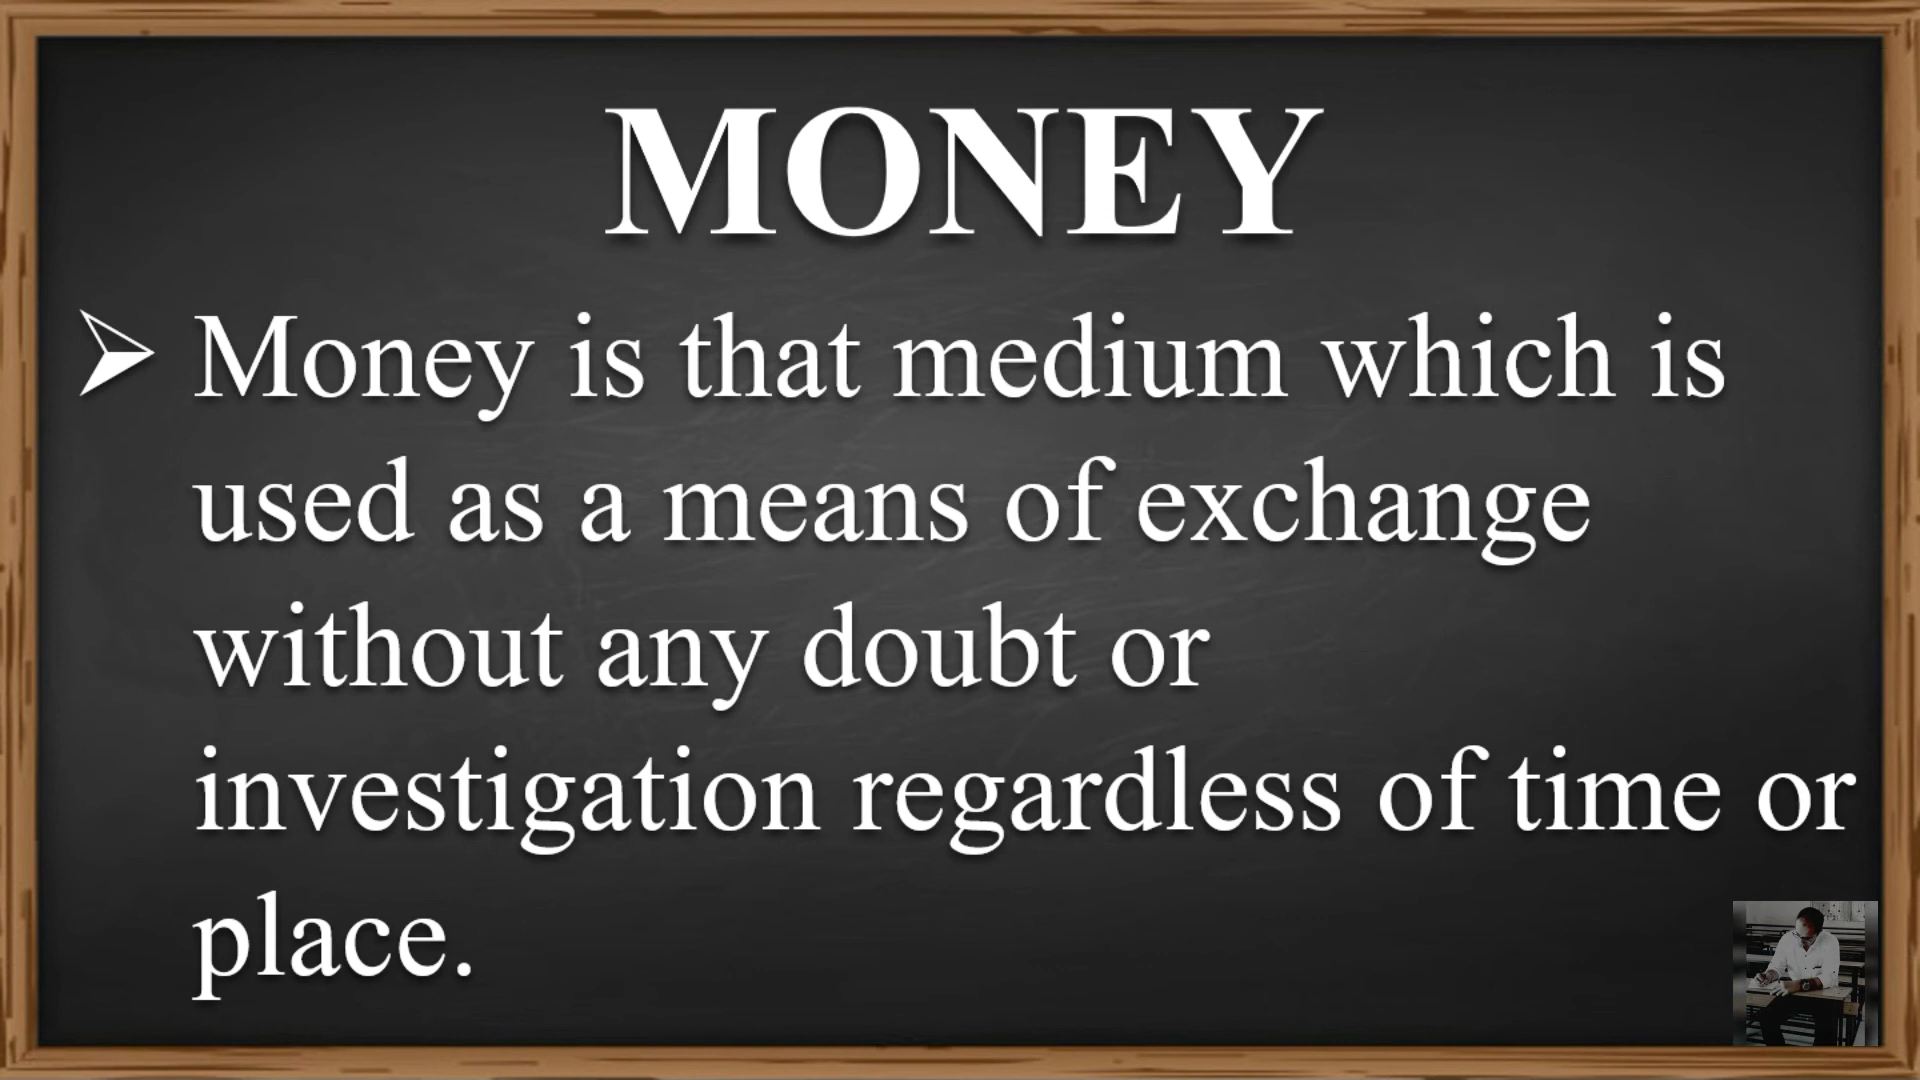 MONEY
➢ Money is that medium which is
used as a means of exchange
without any doubt or
investigation regardless of time or
place.